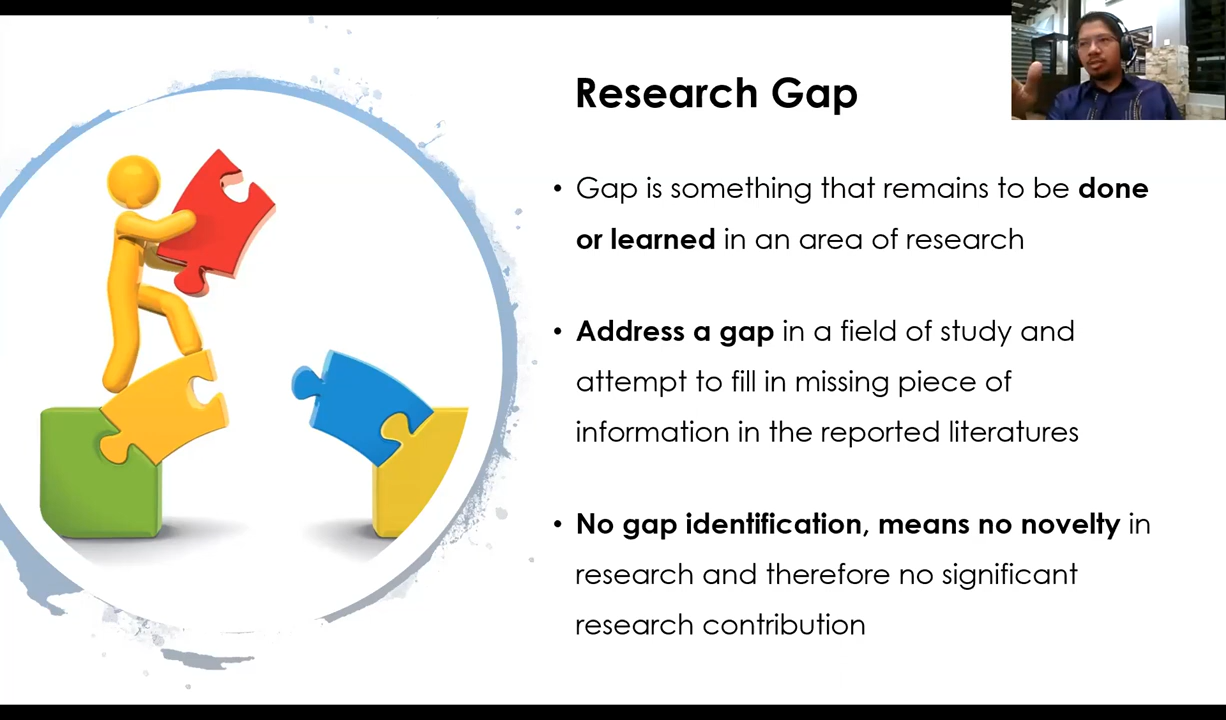 Research Gap
• Gap is something that remains to be done
or learned in an area of research
• Address a gap in a field of study and
attempt to fill in missing piece of
information in the reported literatures
• No gap identification, means no novelty in
research and therefore no significant
research contribution